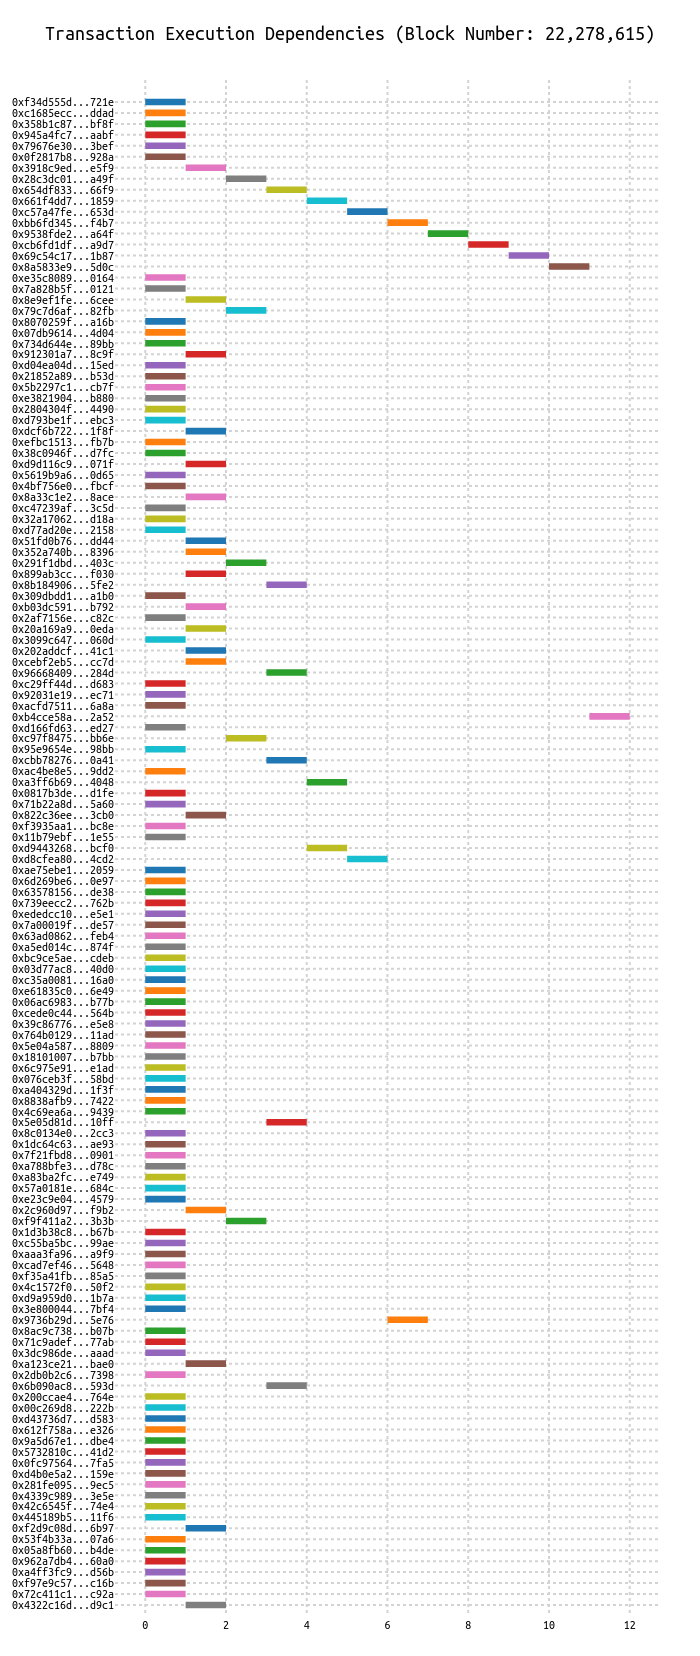 Transaction Execution Dependencies (Block Number: 22,278,615)
0xf34d555d...721e
0xc1685ecc...ddad
0x358b1c87...bf8f
0x945a4fc7...aabf
0x79676e30...3bef
0x0f2817b8...928a
0x3918c9ed...e5f9
0x28c3dc01...a49f
0x654df833...66f9
0x661f4dd7...1859
0xc57a47fe...653d
0xbb6fd345...f4b7
0x9538fde2...a64f
0xcb6fd1df...a9d7
0x69c54c17...1b87
0x8a5833e9...5d0c
0xe35c8089...0164
0x7a828b5f...0121
0x8e9ef1fe...6cee
0x79c7d6af...82fb
0x8070259f...a16b
0x07db9614...4d04
0x734d644e...89bb
0x912301a7...8c9f
0xd04ea04d...15ed
0x21852a89...b53d
0x5b2297c1...cb7f
0xe3821904...b880
0x2804304f...4490
0xd793be1f...ebc3
0xdcf6b722...1f8f
0xefbc1513...fb7b
0x38c0946f...d7fc
0xd9d116c9...071f
0x5619b9a6...0d65
0x4bf756e0...fbcf
0x8a33c1e2...8ace
0xc47239af...3c5d
0x32a17062...d18a
0xd77ad20e...2158
0x51fd0b76...dd44
0x352a740b...8396
0x291f1dbd...403c
0x899ab3cc...f030
0x8b184906...5fe2
0x309dbdd1...a1b0
0xb03dc591...b792
0x2af7156e...c82c
0x20a169a9...0eda
0x3099c647...060d
0x202addcf...41c1
0xcebf2eb5...cc7d
0x96668409...284d
0xc29ff44d...d683
0x92031e19...ec71
0xacfd7511...6a8a
0xb4cce58a...2a52
0xd166fd63...ed27
0xc97f8475...bb6e
0x95e9654e...98bb
0xcbb78276...0a41
0xac4be8e5...9dd2
0xa3ff6b69...4048
0x0817b3de...d1fe
0x71b22a8d...5a60
0x822c36ee...3cb0
0xf3935aa1...bc8e
0x11b79ebf...1e55
0xd9443268...bcf0
0xd8cfea80...4cd2
0xae75ebe1...2059
0x6d269be6...0e97
0x63578156...de38
0x739eecc2...762b
0xededcc10...e5e1
0x7a00019f...de57
0x63ad0862...feb4
0xa5ed014c...874f
0xbc9ce5ae...cdeb
0x03d77ac8...40d0
0xc35a0081...16a0
0xe61835c0...6e49
0x06ac6983...b77b
0xcede0c44...564b
0x39c86776...e5e8
0x764b0129...11ad
0x5e04a587...8809
0x18101007...b7bb
0x6c975e91...e1ad
0x076ceb3f...58bd
0xa404329d...1f3f
0x8838afb9...7422
0x4c69ea6a...9439
0x5e05d81d...10ff
0x8c0134e0...2cc3
0x1dc64c63...ae93
0x7f21fbd8...0901
0xa788bfe3...d78c
0xa83ba2fc...e749
0x57a0181e...684c
0xe23c9e04...4579
0x2c960d97...f9b2
0xf9f411a2...3b3b
0x1d3b38c8...b67b
0xc55ba5bc...99ae
0xaaa3fa96...a9f9
0xcad7ef46...5648
0xf35a41fb...85a5
0x4c1572f0...50f2
0xd9a959d0...1b7a
0x3e800044...7bf4
0x9736b29d...5e76
0x8ac9c738...b07b
0x71c9adef...77ab
0x3dc986de...aaad
0xa123ce21...bae0
0x2db0b2c6...7398
0x6b090ac8...593d
0x200ccae4...764e
0x00c269d8...222b
0xd43736d7...d583
0x612f758a...e326
0x9a5d67e1...dbe4
0x5732810c...41d2
0x0fc97564...7fa5
0xd4b0e5a2...159e
0x281fe095...9ec5
0x4339c989...3e5e
0x42c6545f...74e4
0x445189b5...11f6
0xf2d9c08d...6b97
0x53f4b33a...07a6
0x05a8fb60...b4de
0x962a7db4...60a0
0xa4ff3fc9...d56b
0xf97e9c57...c16b
0x72c411c1...c92a
0x4322c16d...d9c1
0 2 4 6 8 10 12